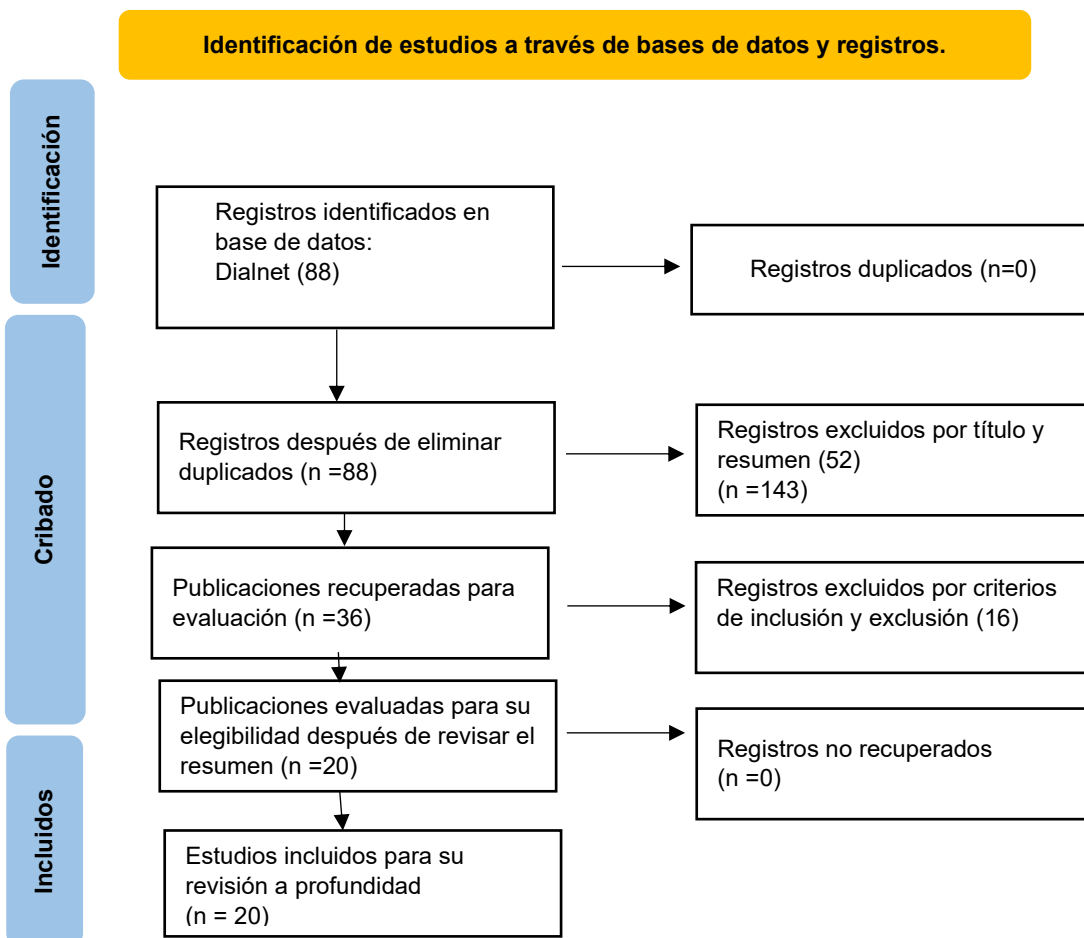 Identificación de estudios a través de bases de datos y registros.
Identificación
Registros identificados en
base de datos:
Dialnet (88)
Registros duplicados (n=0)
Cribado
Registros después de eliminar
duplicados (n =88)
Registros excluidos por título y
resumen (52)
(n =143)
Publicaciones recuperadas para
evaluación (n =36)
Registros excluidos por criterios
de inclusión y exclusión (16)
Publicaciones evaluadas para su
elegibilidad después de revisar el
resumen (n =20)
Registros no recuperados
(n =0)
Incluidos
Estudios incluidos para su
revisión a profundidad
(n = 20)